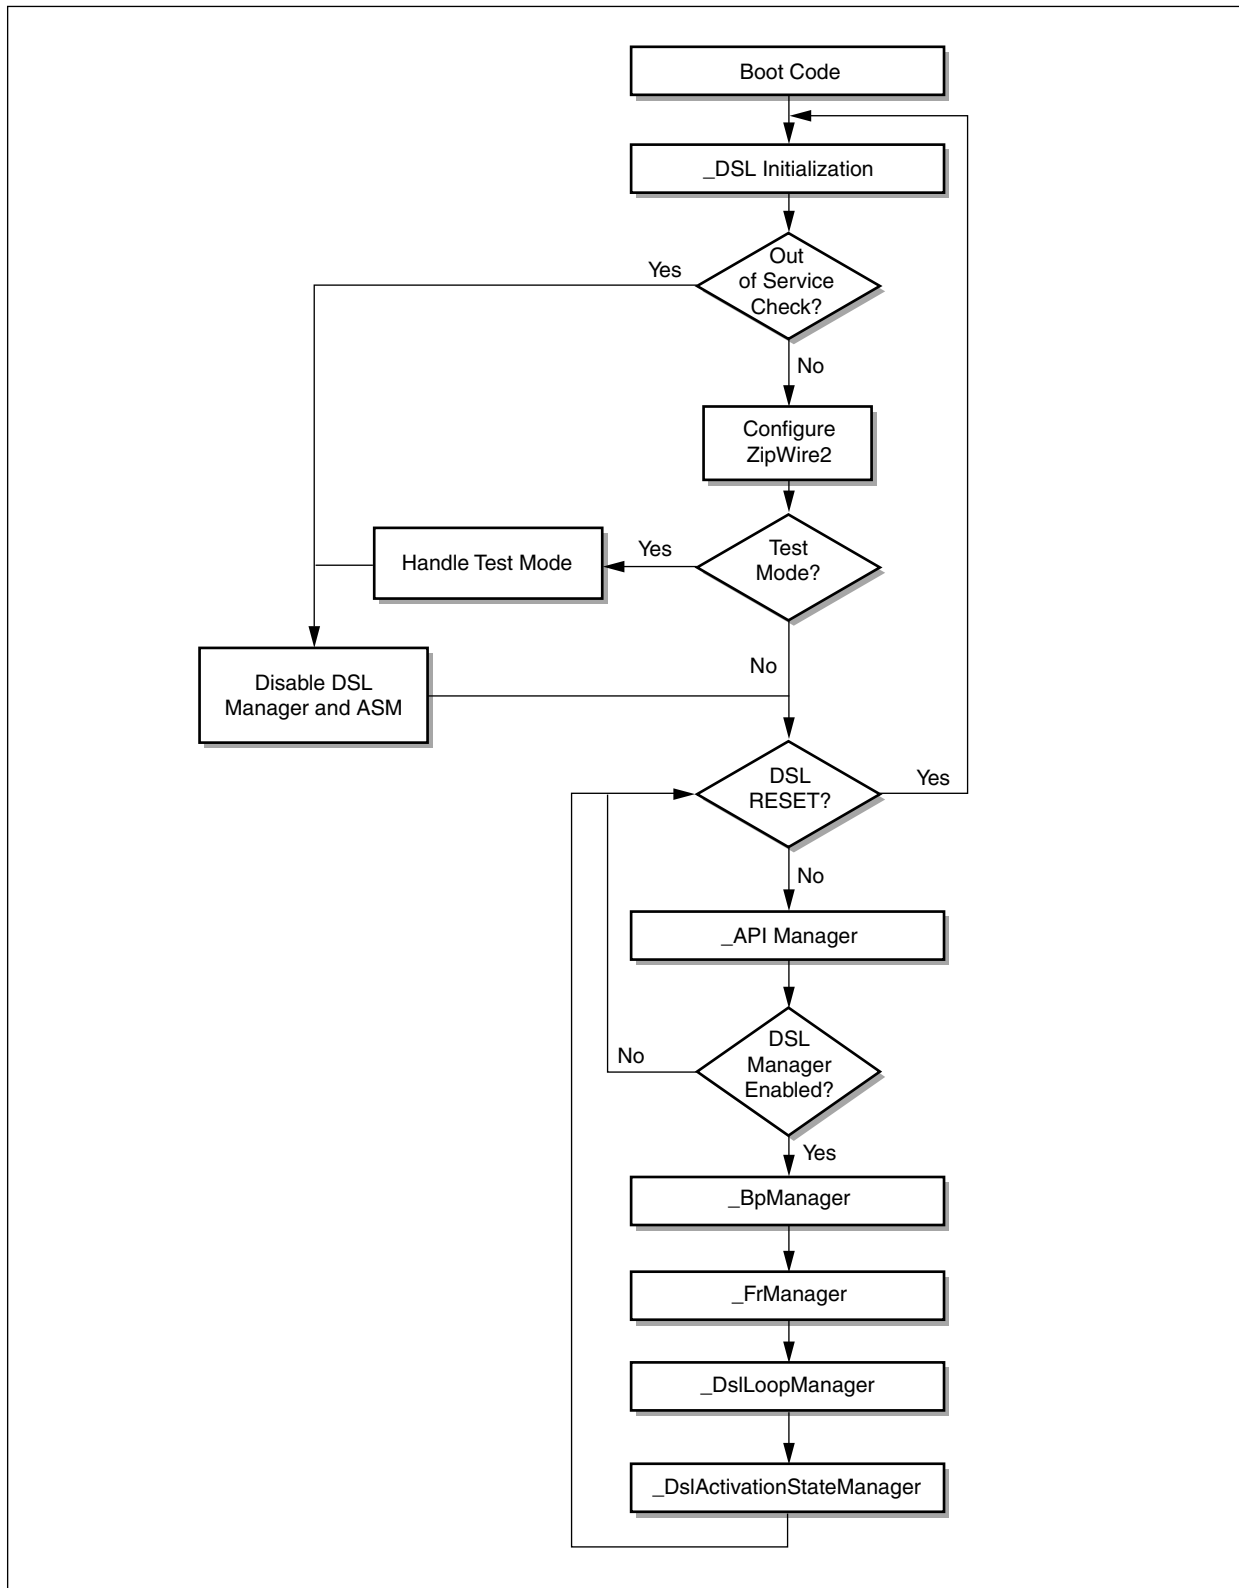 Boot Code
_DSL Initialization
Out
of Service
Check?
Yes
No
Configure
ZipWire2
Test
Mode?
Yes
Handle Test Mode
No
Disable DSL
Manager and ASM
DSL
RESET?
Yes
No
_API Manager
DSL
Manager
Enabled?
No
Yes
_BpManager
_FrManager
_DslLoopManager
_DslActivationStateManager